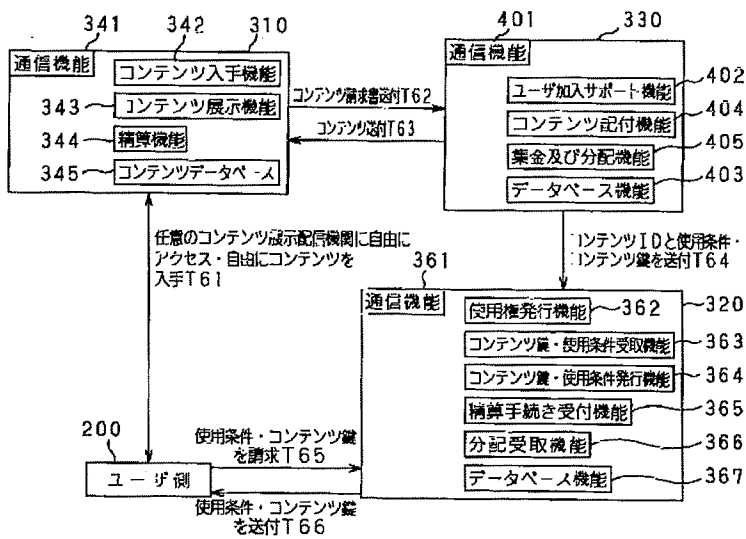 341
342
310
通信機能
コンテンツ入手機能
343
コンテンツ展示機能
344
精算機能
345
コンテンツデータベース
コンテンツ請求書送付T62
コンテンツ送付T63
401
330
通信機能
402
ユーザ加入サポート機能
404
コンテンツ配付機能
405
集金及び分配機能
403
データベース機能
任意のコンテンツ展示配信機関に自由に
アクセス・自由にコンテンツを
入手T61
コンテンツIDと使用条件・
コンテンツ鍵を送付T64
361
通信機能
320
使用権発行機能
362
コンテンツ鍵・使用条件受取機能
363
コンテンツ鍵・使用条件発行機能
364
精算手続き受付機能
365
分配受取機能
366
データベース機能
367
200
ユーザ側
使用条件・コンテンツ鍵
を請求T65
使用条件・コンテンツ鍵
を送付T66